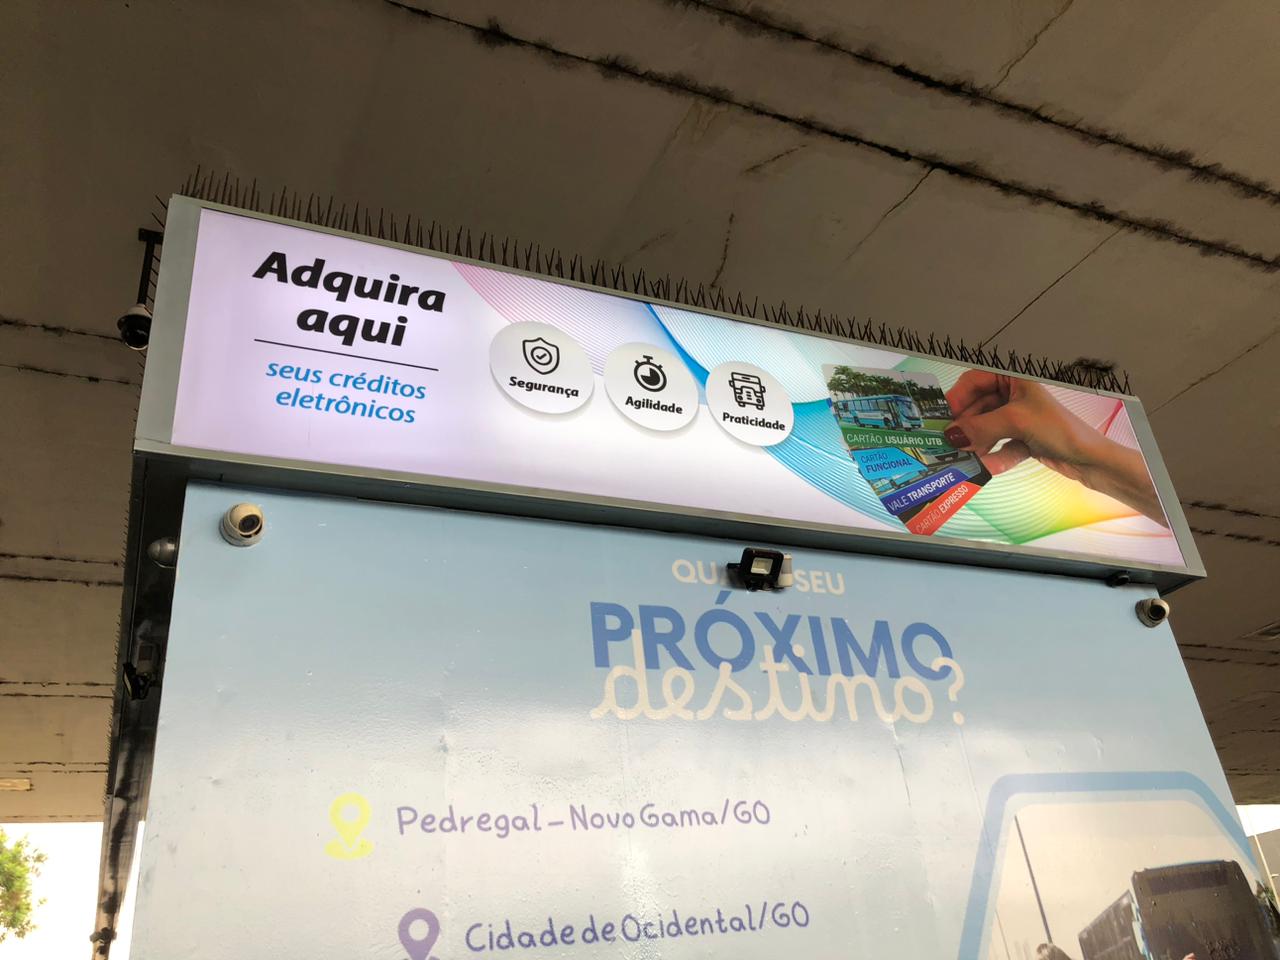 Adquira
aqui
seus créditos
eletrônicos
Segurança
Agilidade
Praticidade
CARTÃO USUÁRIO UTB
CARTÃO
FUNCIONAL
VALE TRANSPORTE
CARTÃO EXPRESSO
SEU
PRÓXIMO
destino?
Pedregal-Novo Gama/GO
Cidade de Ocidental/GO